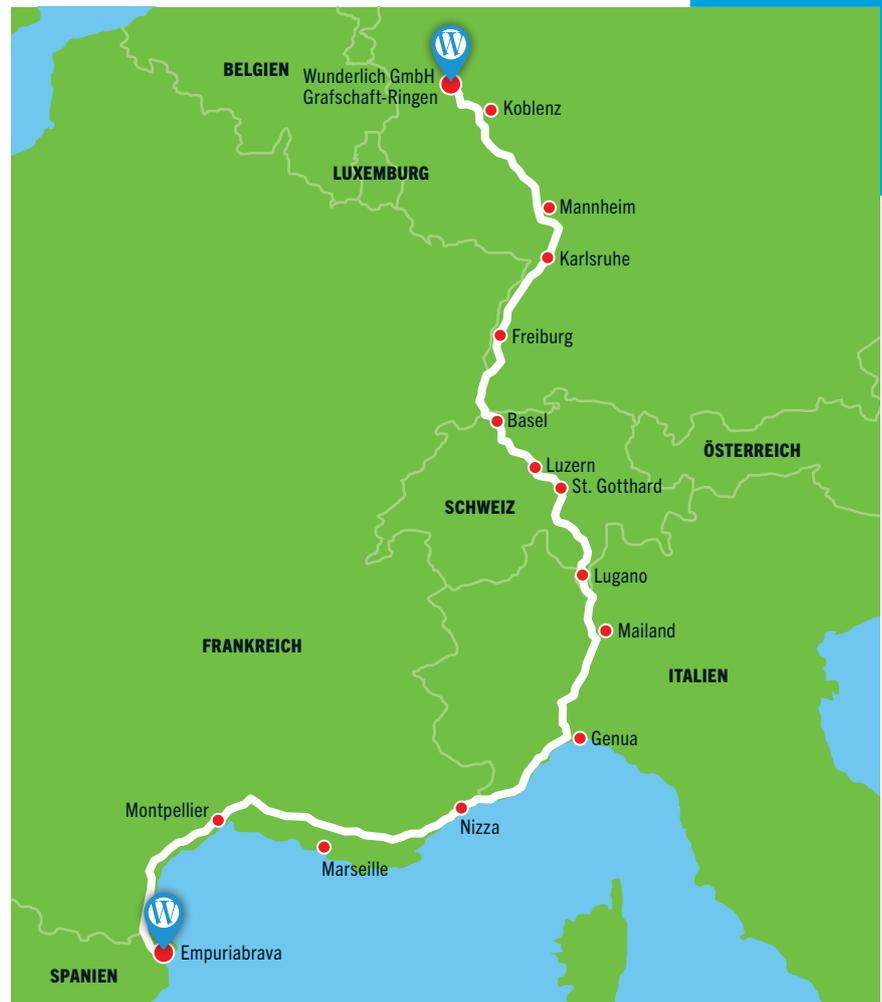 W
BELGIEN
Wunderlich GmbH
Grafschaft-Ringen
Koblenz
LUXEMBURG
Mannheim
Karlsruhe
Freiburg
Basel
ÖSTERREICH
Luzern
St. Gotthard
SCHWEIZ
Lugano
Mailand
FRANKREICH
ITALIEN
Genua
Montpellier
Nizza
Marseille
W
Empuriabrava
SPANIEN